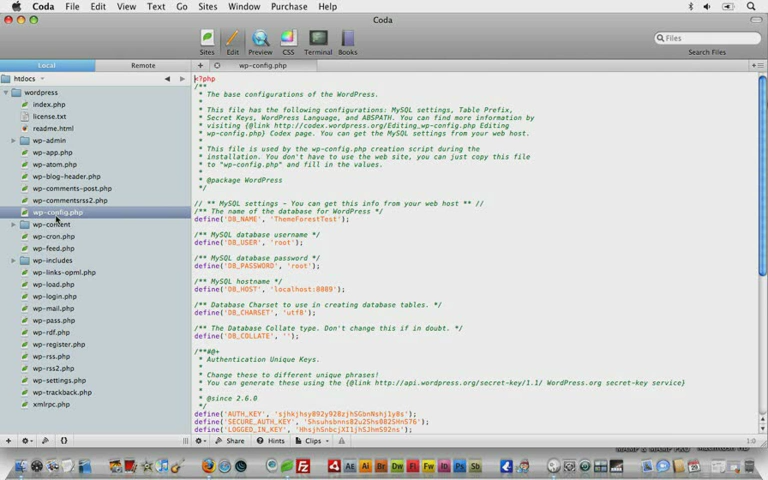 Coda File Edit View Text Sites Window Purchase Help
Coda
Sites Edit Preview CSS Terminal Books
Files
Search Files
Local Remote
wp-config.php
htdocs
wordpress
index.php
license.txt
readme.html
wp-admin
wp-app.php
wp-atom.php
wp-blog-header.php
wp-comments-post.php
wp-commentsrss2.php
wp-config.php
wp-content
wp-cron.php
wp-feed.php
wp-includes
wp-links-opml.php
wp-load.php
wp-login.php
wp-mail.php
wp-pass.php
wp-rdf.php
wp-register.php
wp-rss.php
wp-rss2.php
wp-settings.php
wp-trackback.php
xmlrpc.php
<?php
/**
* The base configurations of the WordPress.
*
* This file has the following configurations: MySQL settings, Table Prefix,
* Secret Keys, WordPress Language, and ABSPATH. You can find more information by
* visiting {@link http://codex.wordpress.org/Editing_wp-config.php Editing
* wp-config.php} Codex page. You can get the MySQL settings from your web host.
*
* This file is used by the wp-config.php creation script during the
* installation. You don't have to use the web site, you can just copy this file
* to "wp-config.php" and fill in the values.
*
* @package WordPress
*/
// ** MySQL settings - You can get this info from your web host ** //
/** The name of the database for WordPress */
define('DB_NAME', 'ThemeForestTest');
/** MySQL database username */
define('DB_USER', 'root');
/** MySQL database password */
define('DB_PASSWORD', 'root');
/** MySQL hostname */
define('DB_HOST', 'localhost:8889');
/** Database Charset to use in creating database tables. */
define('DB_CHARSET', 'utf8');
/** The Database Collate type. Don't change this if in doubt. */
define('DB_COLLATE', '');
/**#@+
* Authentication Unique Keys.
*
* Change these to different unique phrases!
* You can generate these using the {@link http://api.wordpress.org/secret-key/1.1/ WordPress.org secret-key service}
*
* @since 2.6.0
*/
define('AUTH_KEY',
define('SECURE_AUTH_KEY',
define('LOGGED_IN_KEY',
Share Hints Clips
1:0